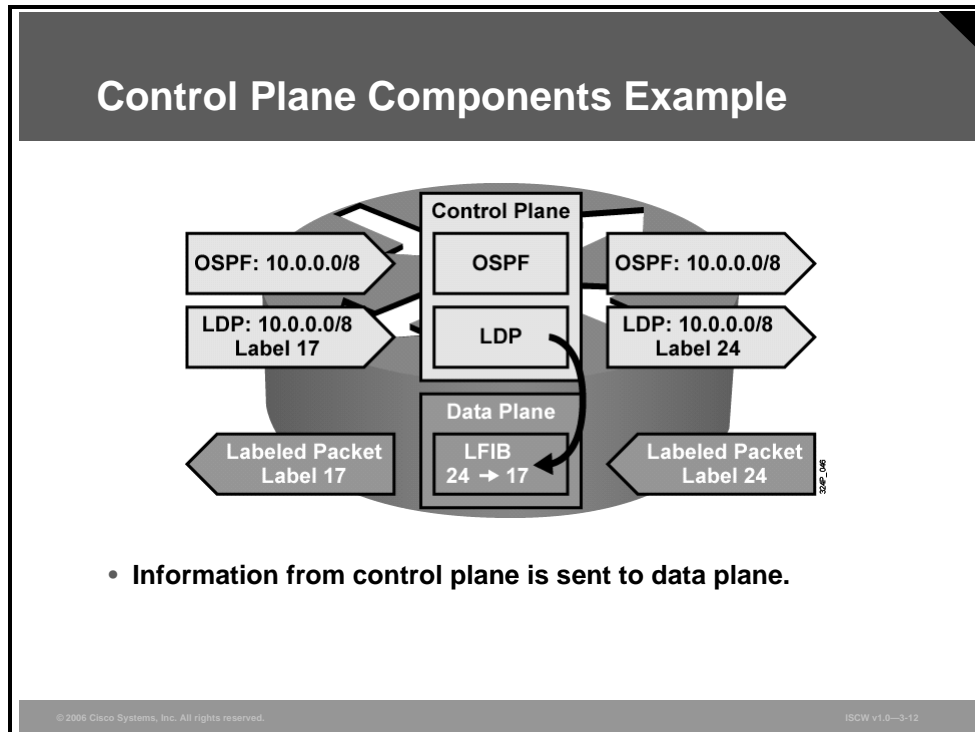 Control Plane Components Example
Control Plane
OSPF: 10.0.0.0/8
OSPF
OSPF: 10.0.0.0/8
LDP: 10.0.0.0/8
Label 17
LDP
LDP: 10.0.0.0/8
Label 24
Data Plane
Labeled Packet
Label 17
LFIB
24 → 17
Labeled Packet
Label 24
324P_046
• Information from control plane is sent to data plane.
© 2006 Cisco Systems, Inc. All rights reserved.
ISCW v1.0—3-12